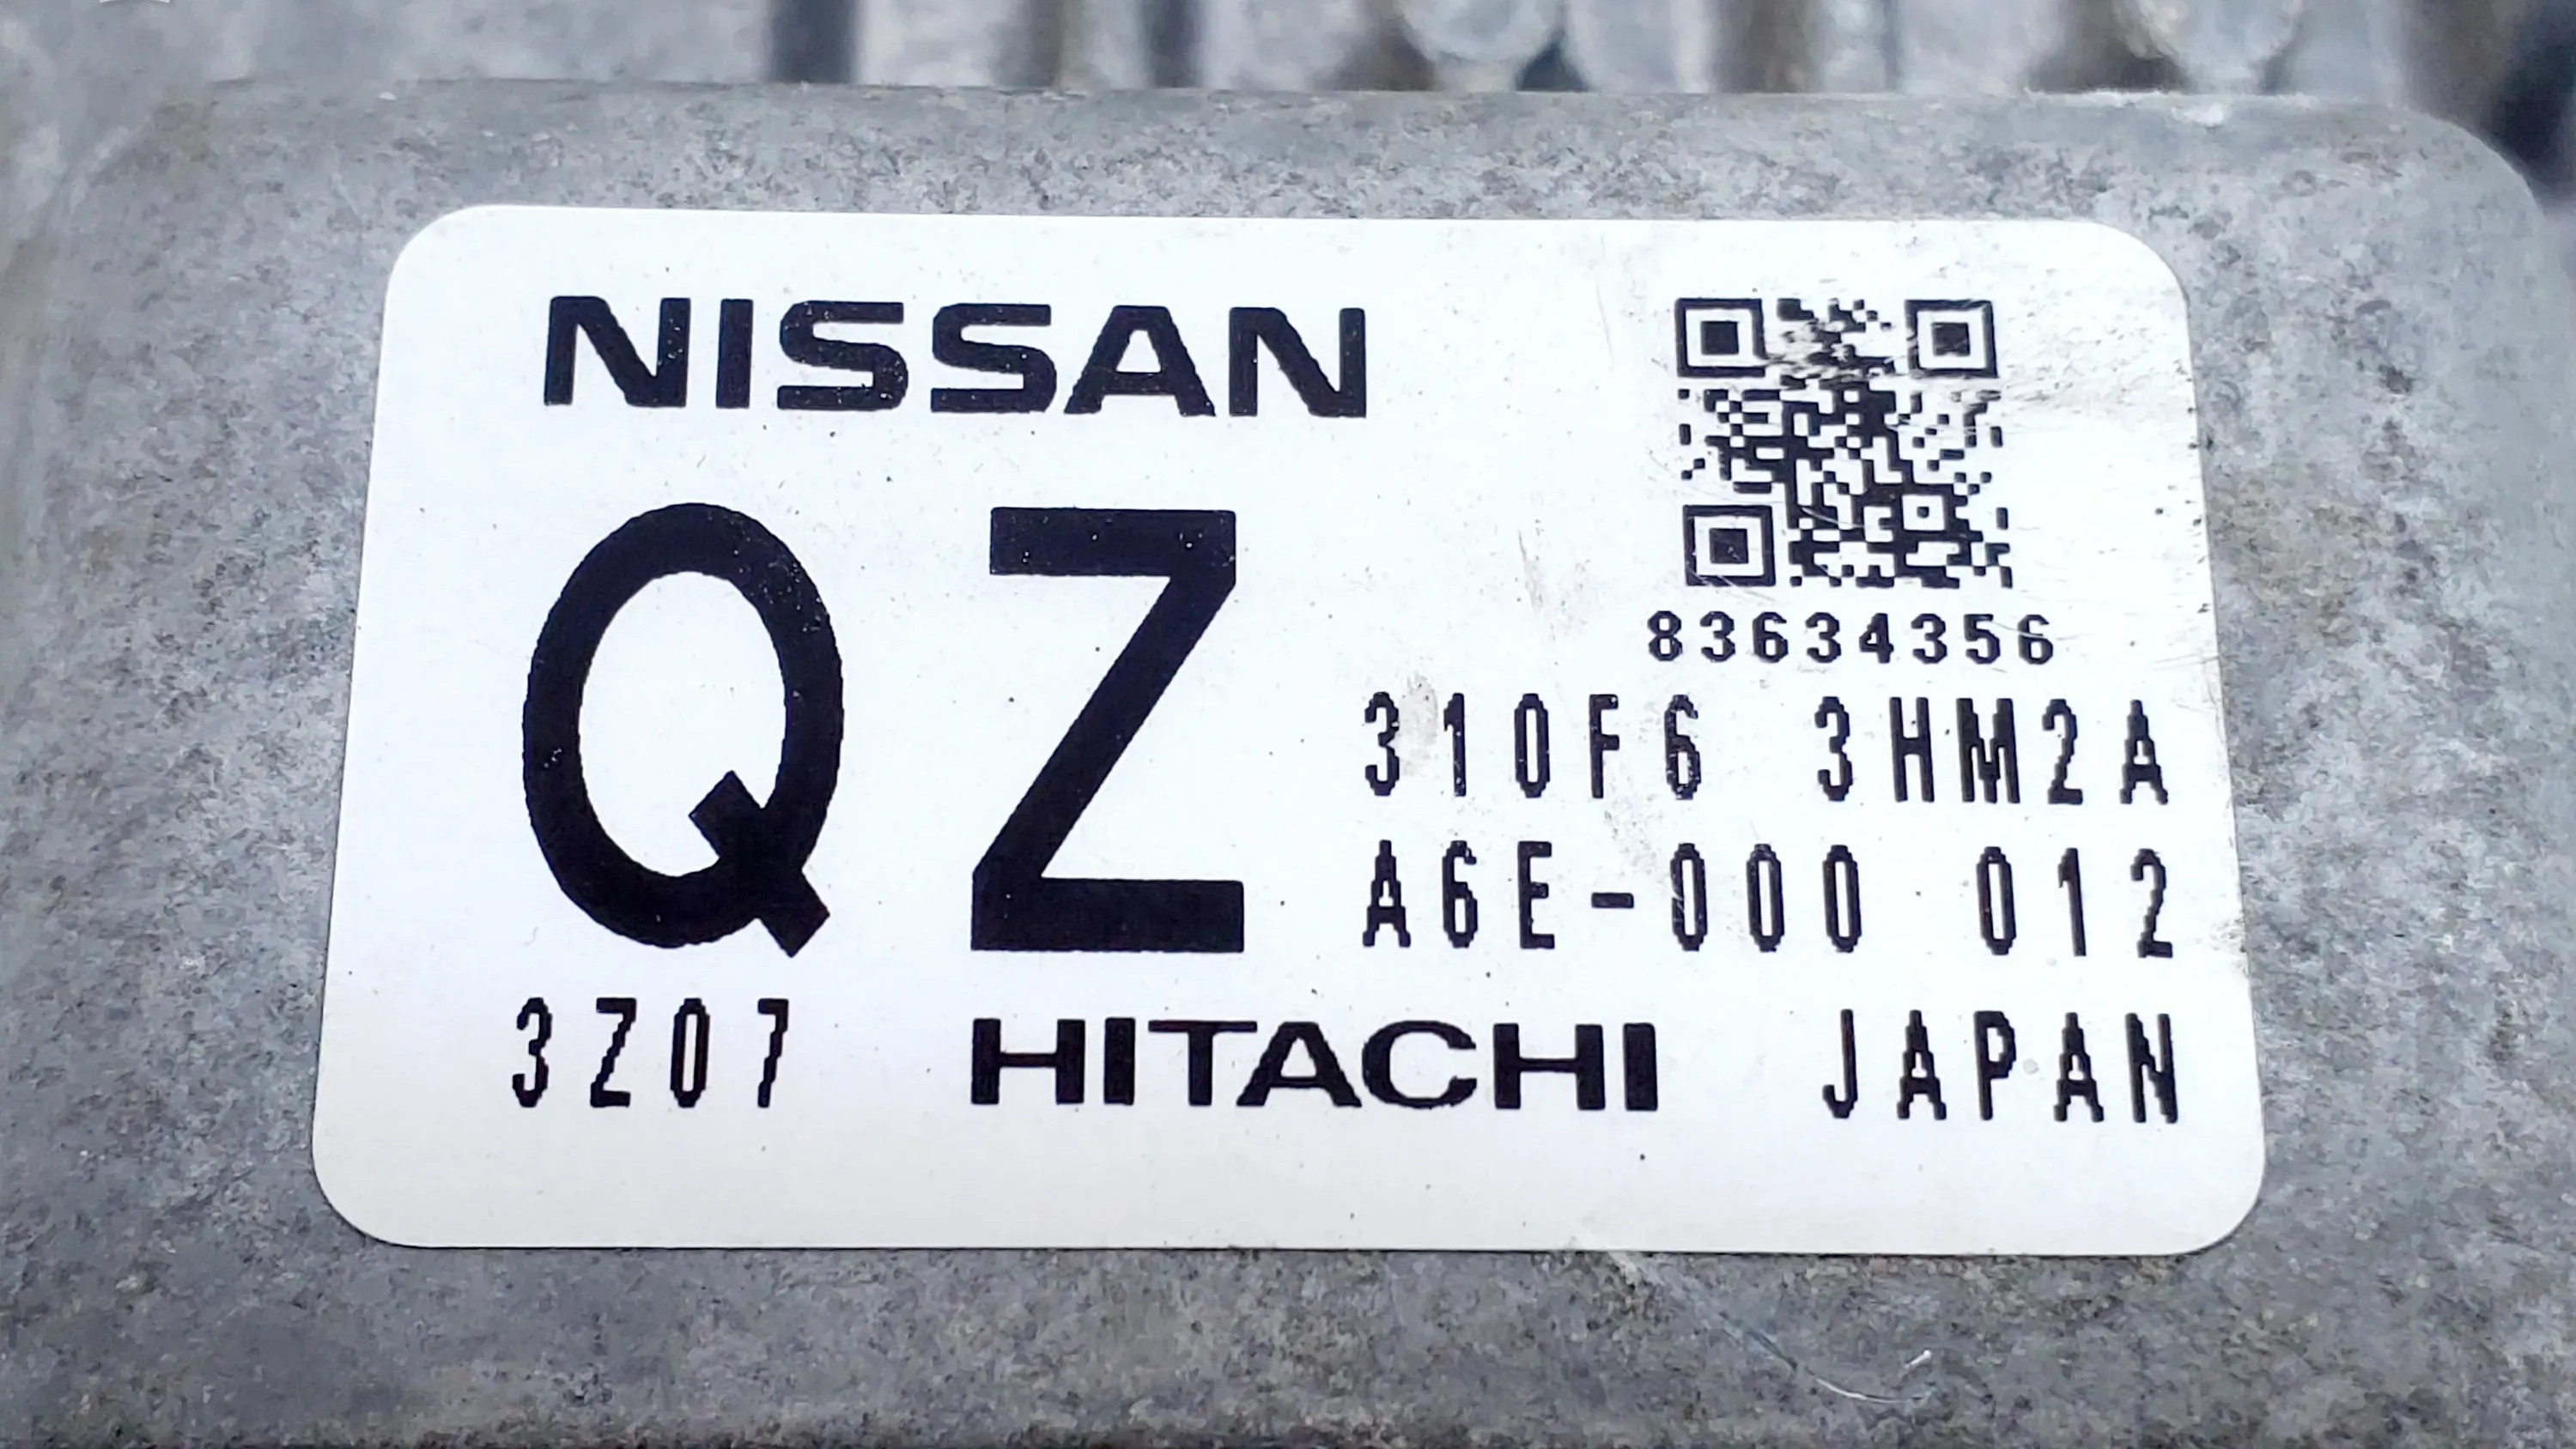 NISSAN
83634356
QZ
310F6 3HM2A
A6E-000 012
3Z07 HITACHI JAPAN